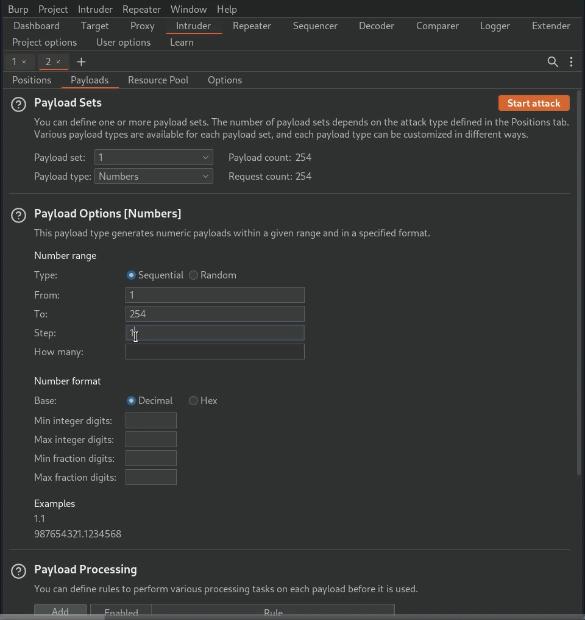 Burp Project Intruder Repeater Window Help
Dashboard Target Proxy Intruder Repeater Sequencer Decoder Comparer Logger Extender
Project options User options Learn
1 × 2 × +
Positions Payloads Resource Pool Options
? Payload Sets Start attack
You can define one or more payload sets. The number of payload sets depends on the attack type defined in the Positions tab.
Various payload types are available for each payload set, and each payload type can be customized in different ways.
Payload set: 1 Payload count: 254
Payload type: Numbers Request count: 254
? Payload Options [Numbers]
This payload type generates numeric payloads within a given range and in a specified format.
Number range
Type: Sequential Random
From: 1
To: 254
Step: 1
How many:
Number format
Base: Decimal Hex
Min integer digits:
Max integer digits:
Min fraction digits:
Max fraction digits:
Examples
1.1
987654321.1234568
? Payload Processing
You can define rules to perform various processing tasks on each payload before it is used.
Add Enabled Rule